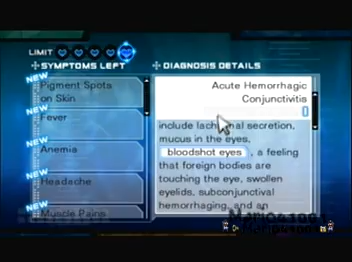 LIMIT
SYMPTOMS LEFT
DIAGNOSIS DETAILS
NEW
Pigment Spots
on Skin
NEW
Fever
NEW
Anemia
NEW
Headache
NEW
Muscle Pains
Acute Hemorrhagic
Conjunctivitis
include lachrymal secretion,
mucus in the eyes,
bloodshot eyes , a feeling
that foreign bodies are
touching the eye, swollen
eyelids, subconjunctival
hemorrhaging, and an